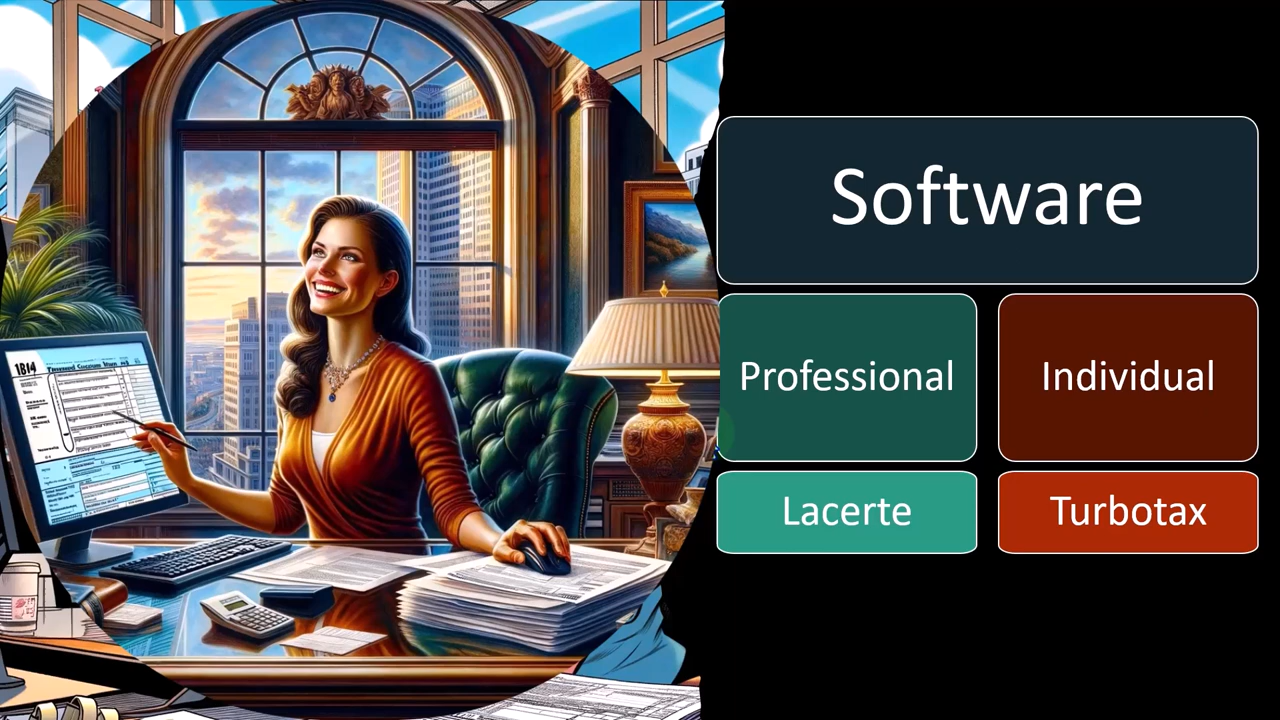 1814
Software
Professional
Individual
Lacerte
Turbotax